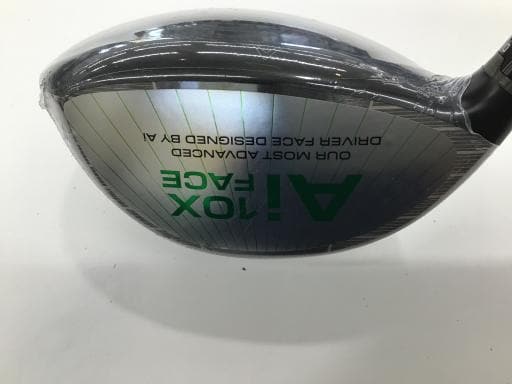 Ai 10X
FACE
OUR MOST ADVANCED
DRIVER FACE DESIGNED BY Ai